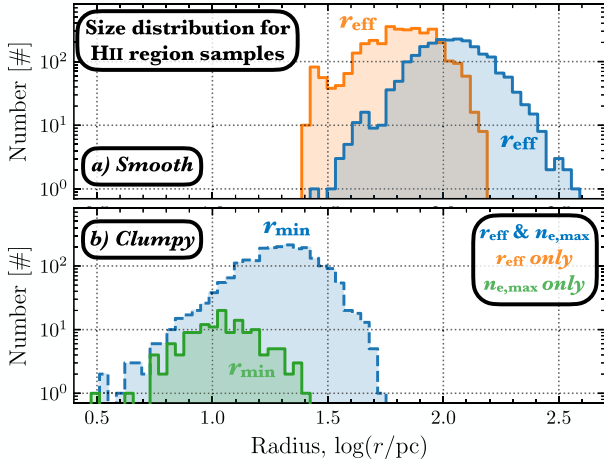 Size distribution for
HII region samples
r_eff
r_eff
a) Smooth
Number [#]
10^2
10^1
10^0
b) Clumpy
r_min
r_min
r_eff & n_e,max
r_eff only
n_e,max only
Number [#]
10^2
10^1
10^0
0.5 1.0 1.5 2.0 2.5
Radius, log(r/pc)